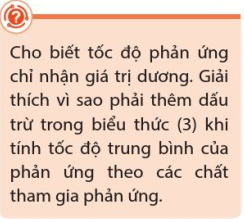 Cho biết tốc độ phản ứng
chỉ nhận giá trị dương. Giải
thích vì sao phải thêm dấu
trừ trong biểu thức (3) khi
tính tốc độ trung bình của
phản ứng theo các chất
tham gia phản ứng.